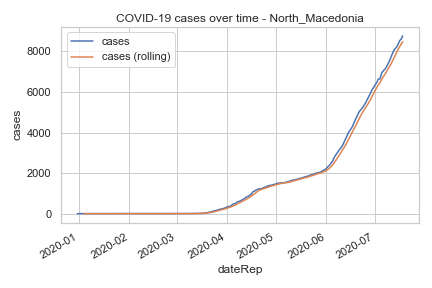 COVID-19 cases over time - North_Macedonia
cases
cases (rolling)
8000
6000
4000
2000
0
cases
2020-01
2020-02
2020-03
2020-04
2020-05
2020-06
2020-07
dateRep